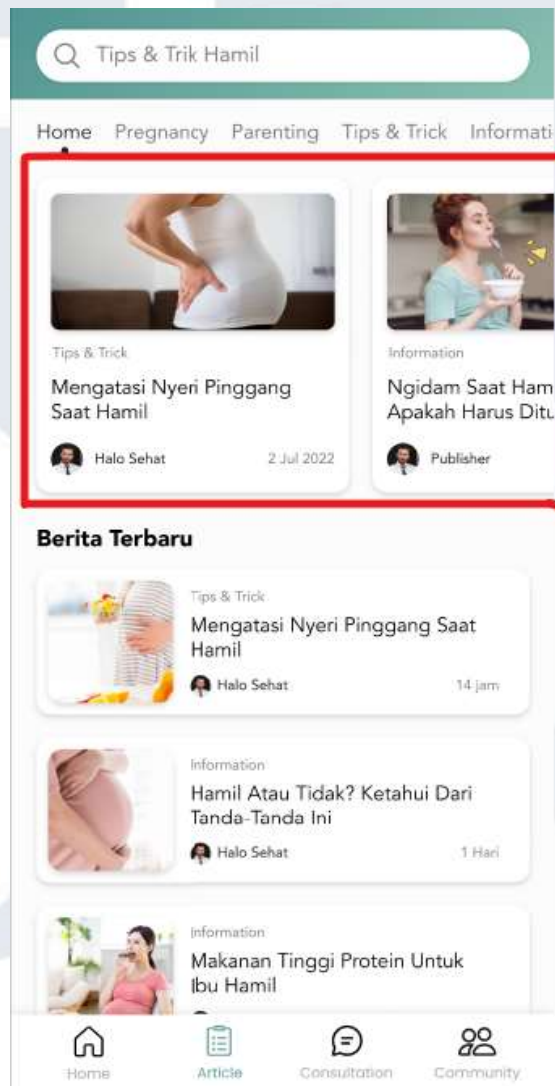 Tips & Trik Hamil
Home Pregnancy Parenting Tips & Trick Informati
Tips & Trick
Mengatasi Nyeri Pinggang
Saat Hamil
Halo Sehat 2 Jul 2022
Information
Ngidam Saat Ham
Apakah Harus Ditu
Publisher
Berita Terbaru
Tips & Trick
Mengatasi Nyeri Pinggang Saat
Hamil
Halo Sehat 14 jam
Information
Hamil Atau Tidak? Ketahui Dari
Tanda-Tanda Ini
Halo Sehat 1 Hari
Information
Makanan Tinggi Protein Untuk
Ibu Hamil
Home Article Consultation Community